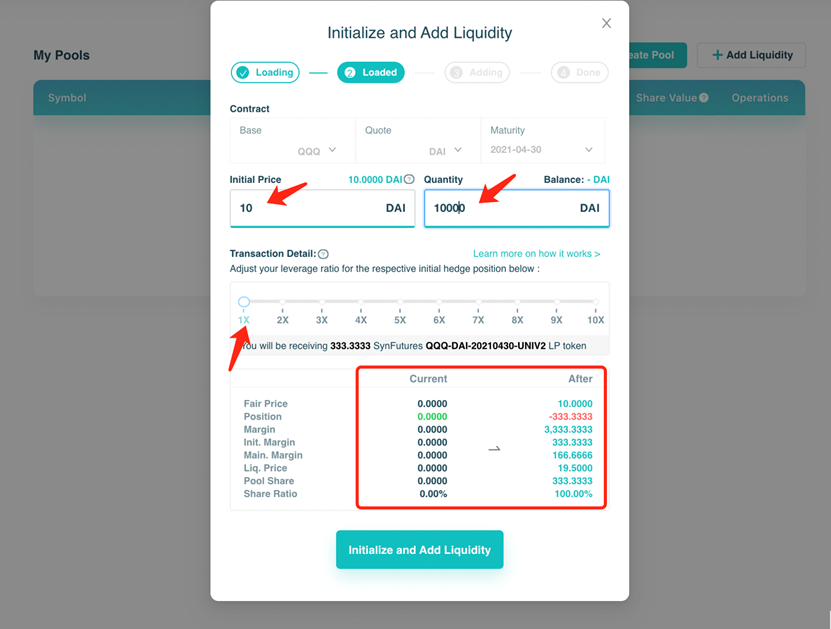 Initialize and Add Liquidity
My Pools
eate Pool
+ Add Liquidity
Loading
2 Loaded
3 Adding
4 Done
Symbol
Share Value ?
Operations
Contract
Base
Quote
Maturity
QQQ
DAI
2021-04-30
Initial Price
10.0000 DAI ?
Quantity
Balance: - DAI
10 DAI
10000 DAI
Transaction Detail: ?
Learn more on how it works >
Adjust your leverage ratio for the respective initial hedge position below :
1X 2X 3X 4X 5X 6X 7X 8X 9X 10X
You will be receiving 333.3333 SynFutures QQQ-DAI-20210430-UNIV2 LP token
Current After
Fair Price 0.0000 10.0000
Position 0.0000 -333.3333
Margin 0.0000 3,333.3333
Init. Margin 0.0000 333.3333
Main. Margin 0.0000 166.6666
Liq. Price 0.0000 19.5000
Pool Share 0.0000 333.3333
Share Ratio 0.00% 100.00%
Initialize and Add LIquidity